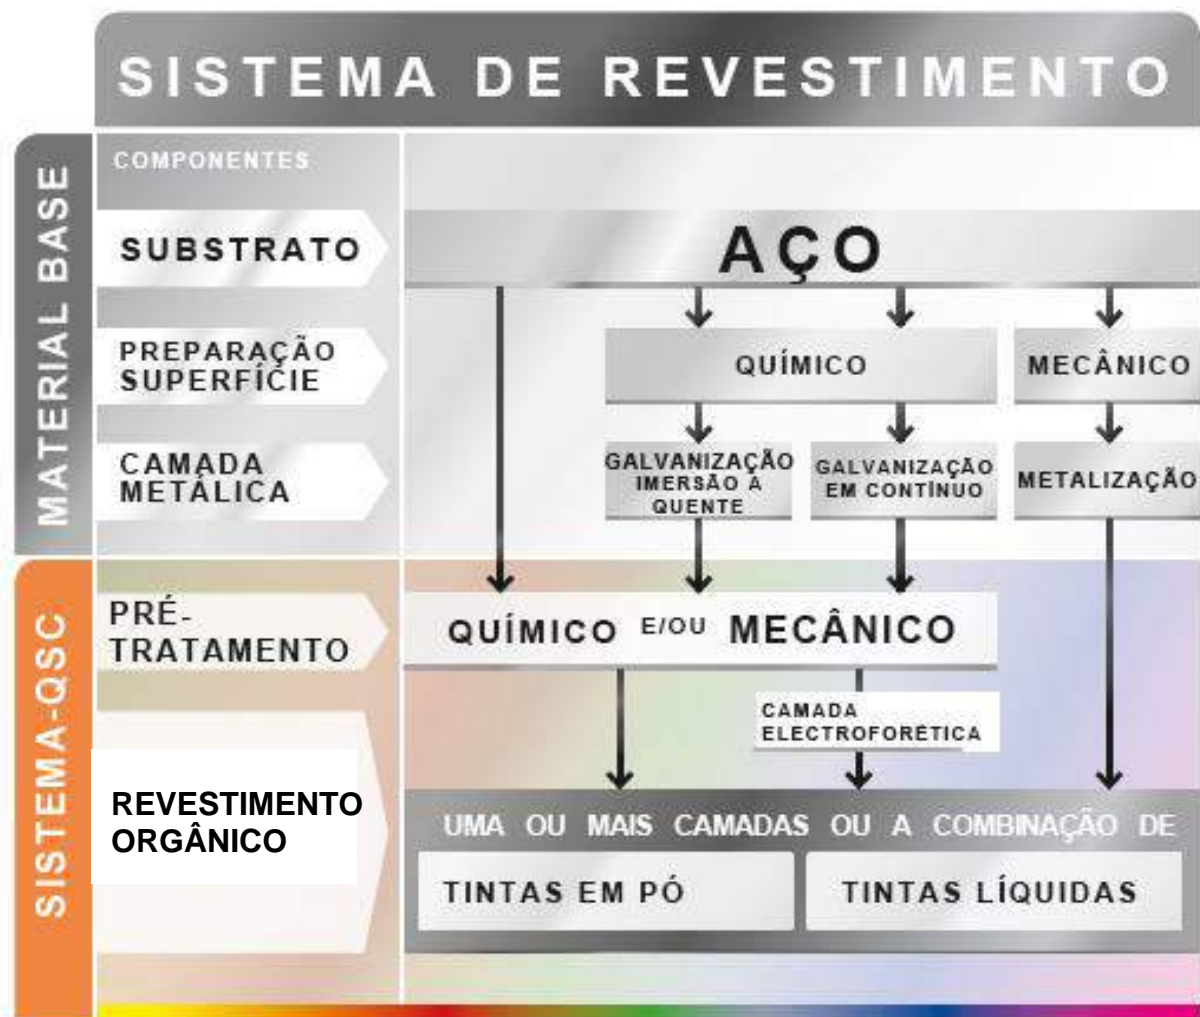 SISTEMA DE REVESTIMENTO
MATERIAL BASE
COMPONENTES
SUBSTRATO
AÇO
PREPARAÇÃO
SUPERFÍCIE
QUÍMICO
MECÂNICO
CAMADA
METÁLICA
GALVANIZAÇÃO
IMERSÃO A
QUENTE
GALVANIZAÇÃO
EM CONTÍNUO
METALIZAÇÃO
SISTEMA-QSC
PRÉ-
TRATAMENTO
QUÍMICO E/OU MECÂNICO
CAMADA
ELECTROFORÉTICA
REVESTIMENTO
ORGÂNICO
UMA OU MAIS CAMADAS OU A COMBINAÇÃO DE
TINTAS EM PÓ
TINTAS LÍQUIDAS